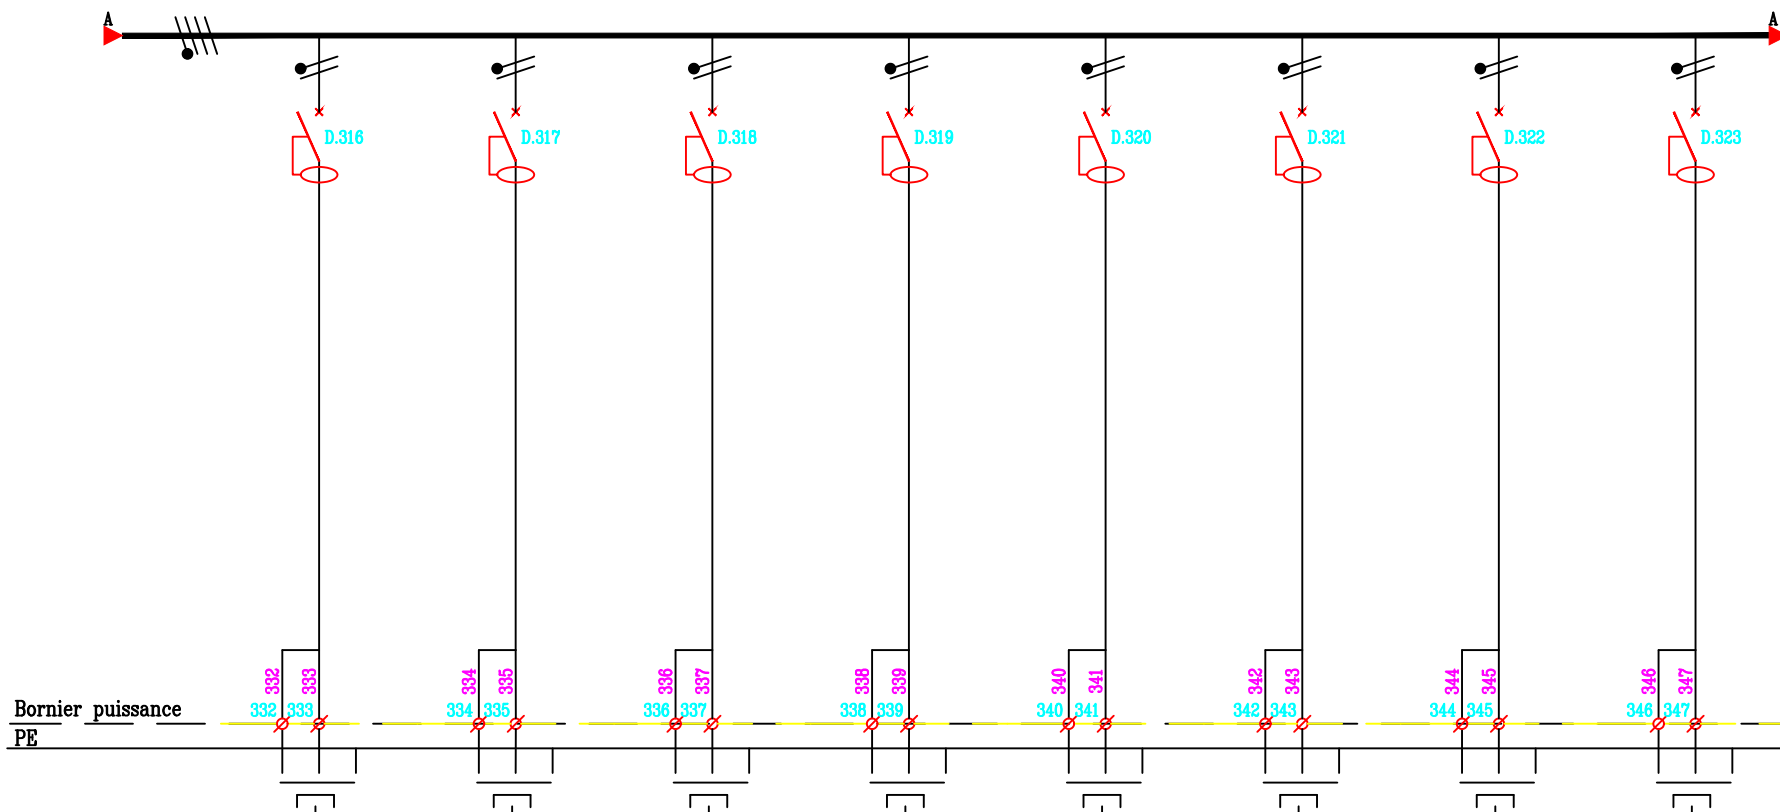 A A
D.316 D.317 D.318 D.319 D.320 D.321 D.322 D.323
332 333 334 335 336 337 338 339 340 341 342 343 344 345 346 347
Bornier puissance 332 333 334 335 336 337 338 339 340 341 342 343 344 345 346 347
PE